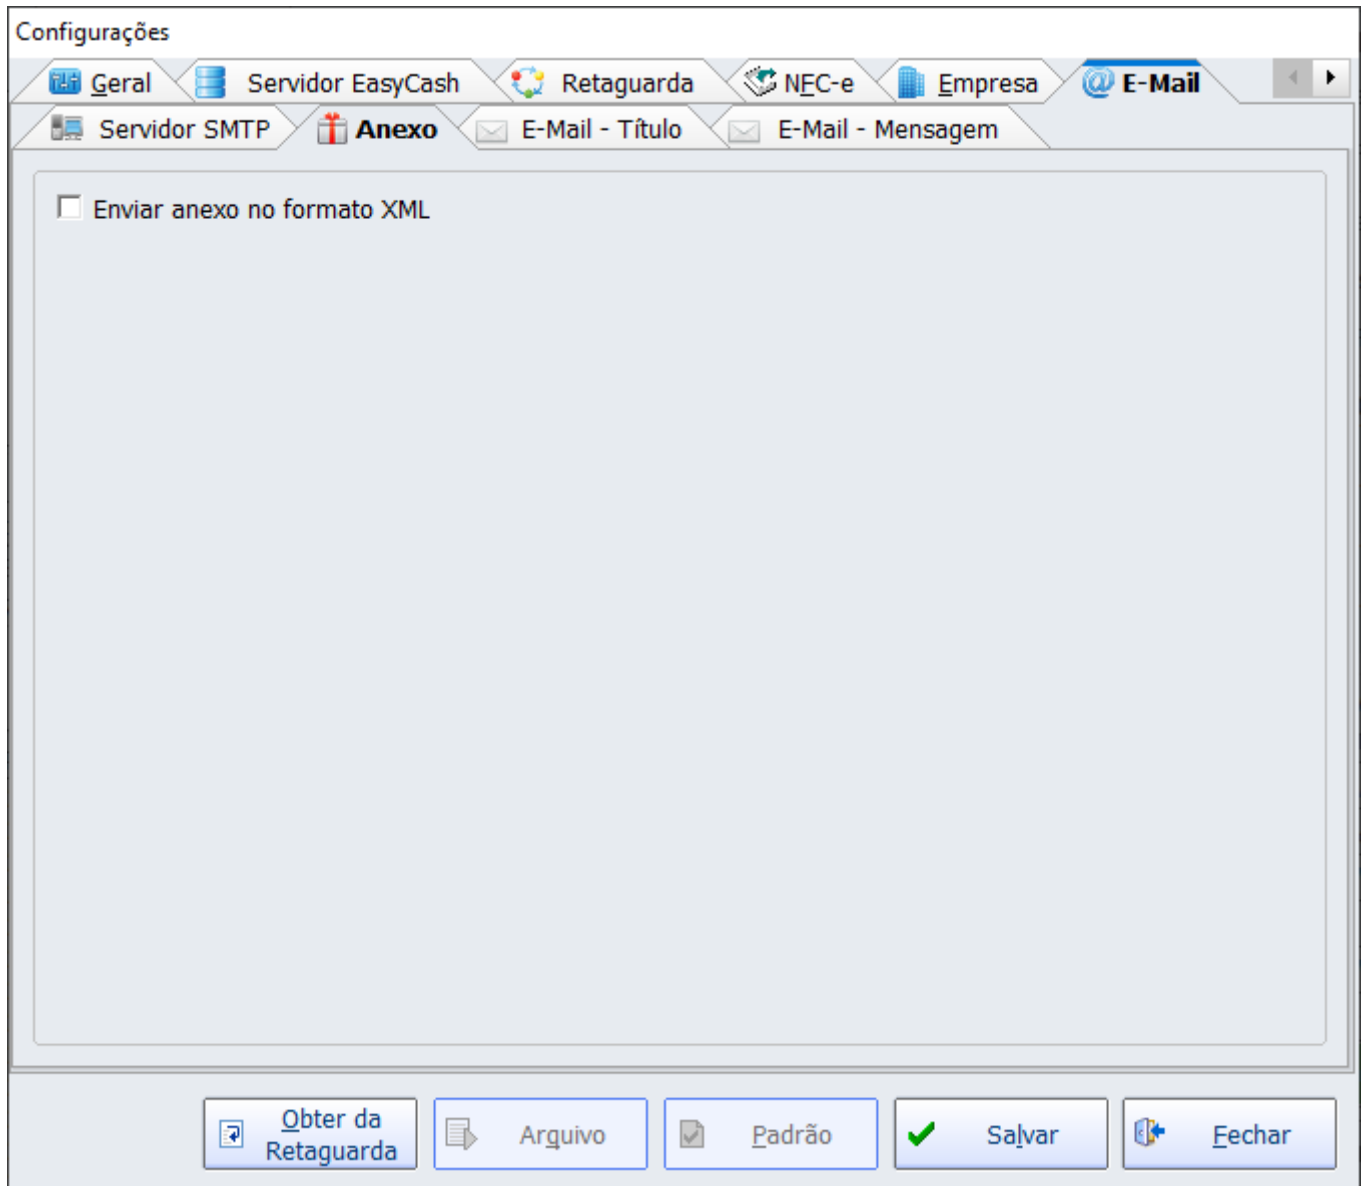 Configurações
Geral Servidor EasyCash Retaguarda NFC-e Empresa E-Mail
Servidor SMTP Anexo E-Mail - Título E-Mail - Mensagem
Enviar anexo no formato XML
Obter da
Retaguarda
Arquivo Padrão Salvar Fechar